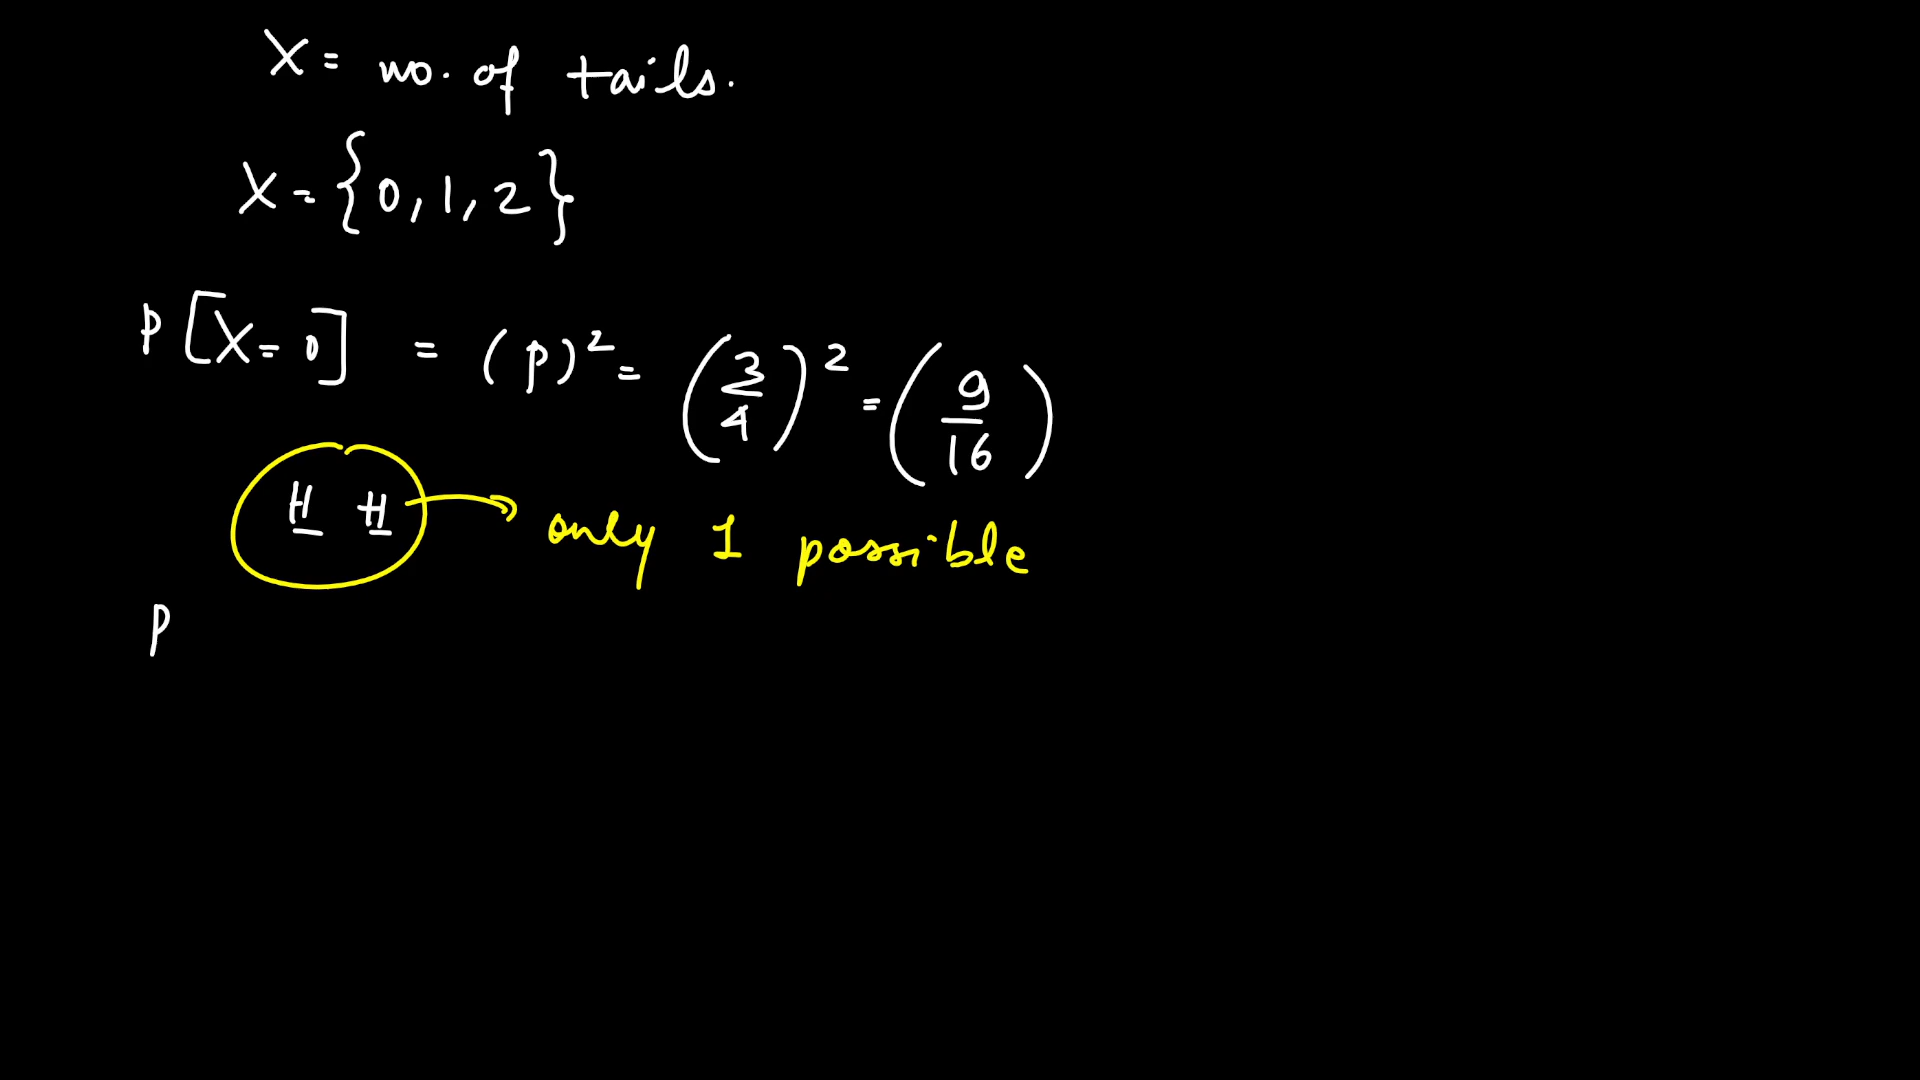 X = no. of tails.
X = {0, 1, 2}
P[X = 0] = (p)² = (3/4)² = (9/16)
H H → only 1 possible
P